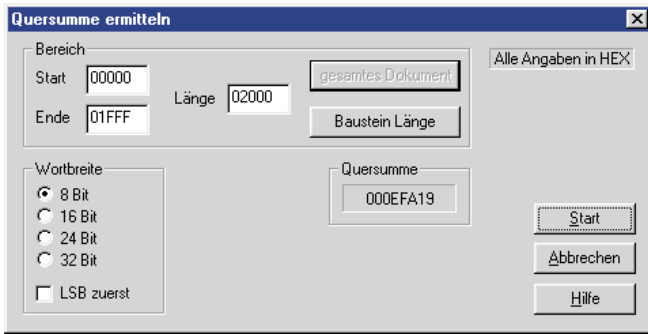 Quersumme ermitteln
Bereich
Start 00000
Ende 01FFF
Länge 02000
gesamtes Dokument
Baustein Länge
Alle Angaben in HEX
Wortbreite
8 Bit
16 Bit
24 Bit
32 Bit
LSB zuerst
Quersumme
000EFA19
Start
Abbrechen
Hilfe